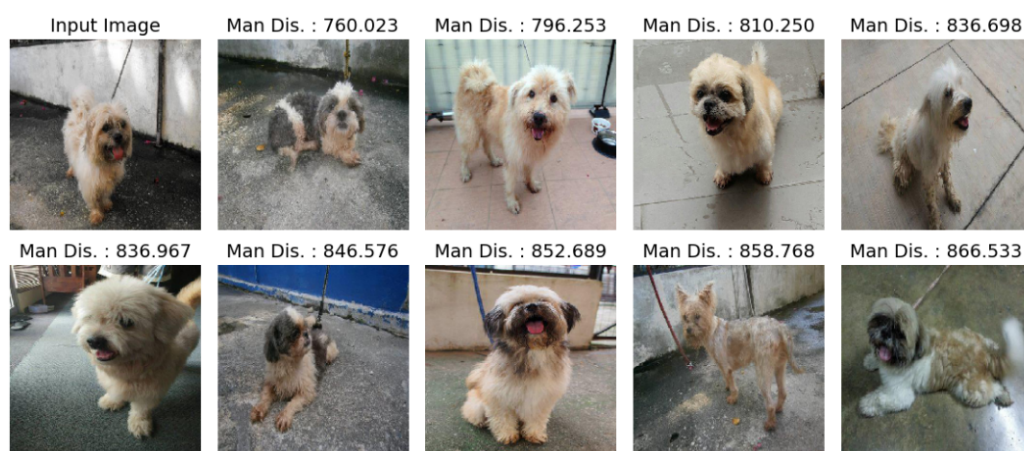 Input Image
Man Dis. : 760.023
Man Dis. : 796.253
Man Dis. : 810.250
Man Dis. : 836.698
Man Dis. : 836.967
Man Dis. : 846.576
Man Dis. : 852.689
Man Dis. : 858.768
Man Dis. : 866.533